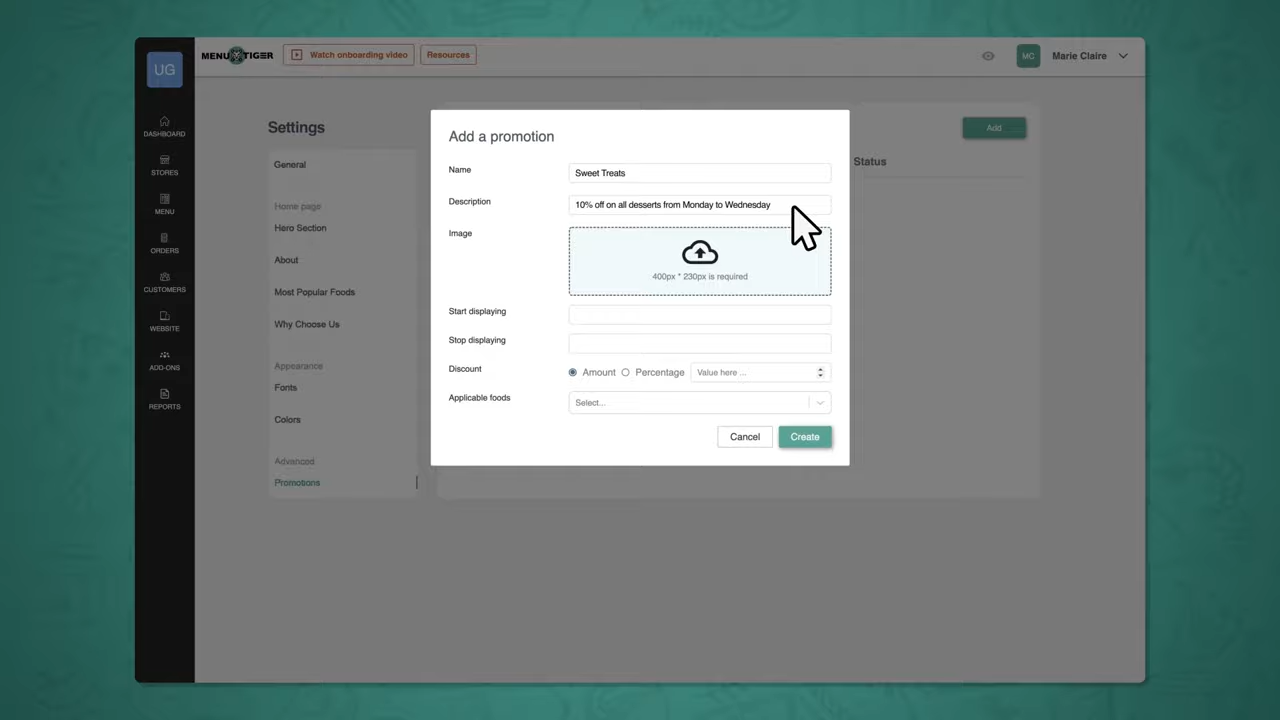 UG
MENU TIGER
Watch onboarding video
Resources
MC
Marie Claire
DASHBOARD
STORES
MENU
ORDERS
CUSTOMERS
WEBSITE
ADD-ONS
REPORTS
Settings
General
Home page
Hero Section
About
Most Popular Foods
Why Choose Us
Appearance
Fonts
Colors
Advanced
Promotions
Add
Status
Add a promotion
Name
Sweet Treats
Description
10% off on all desserts from Monday to Wednesday
Image
400px * 230px is required
Start displaying
Stop displaying
Discount
Amount
Percentage
Value here ...
Applicable foods
Select...
Cancel
Create